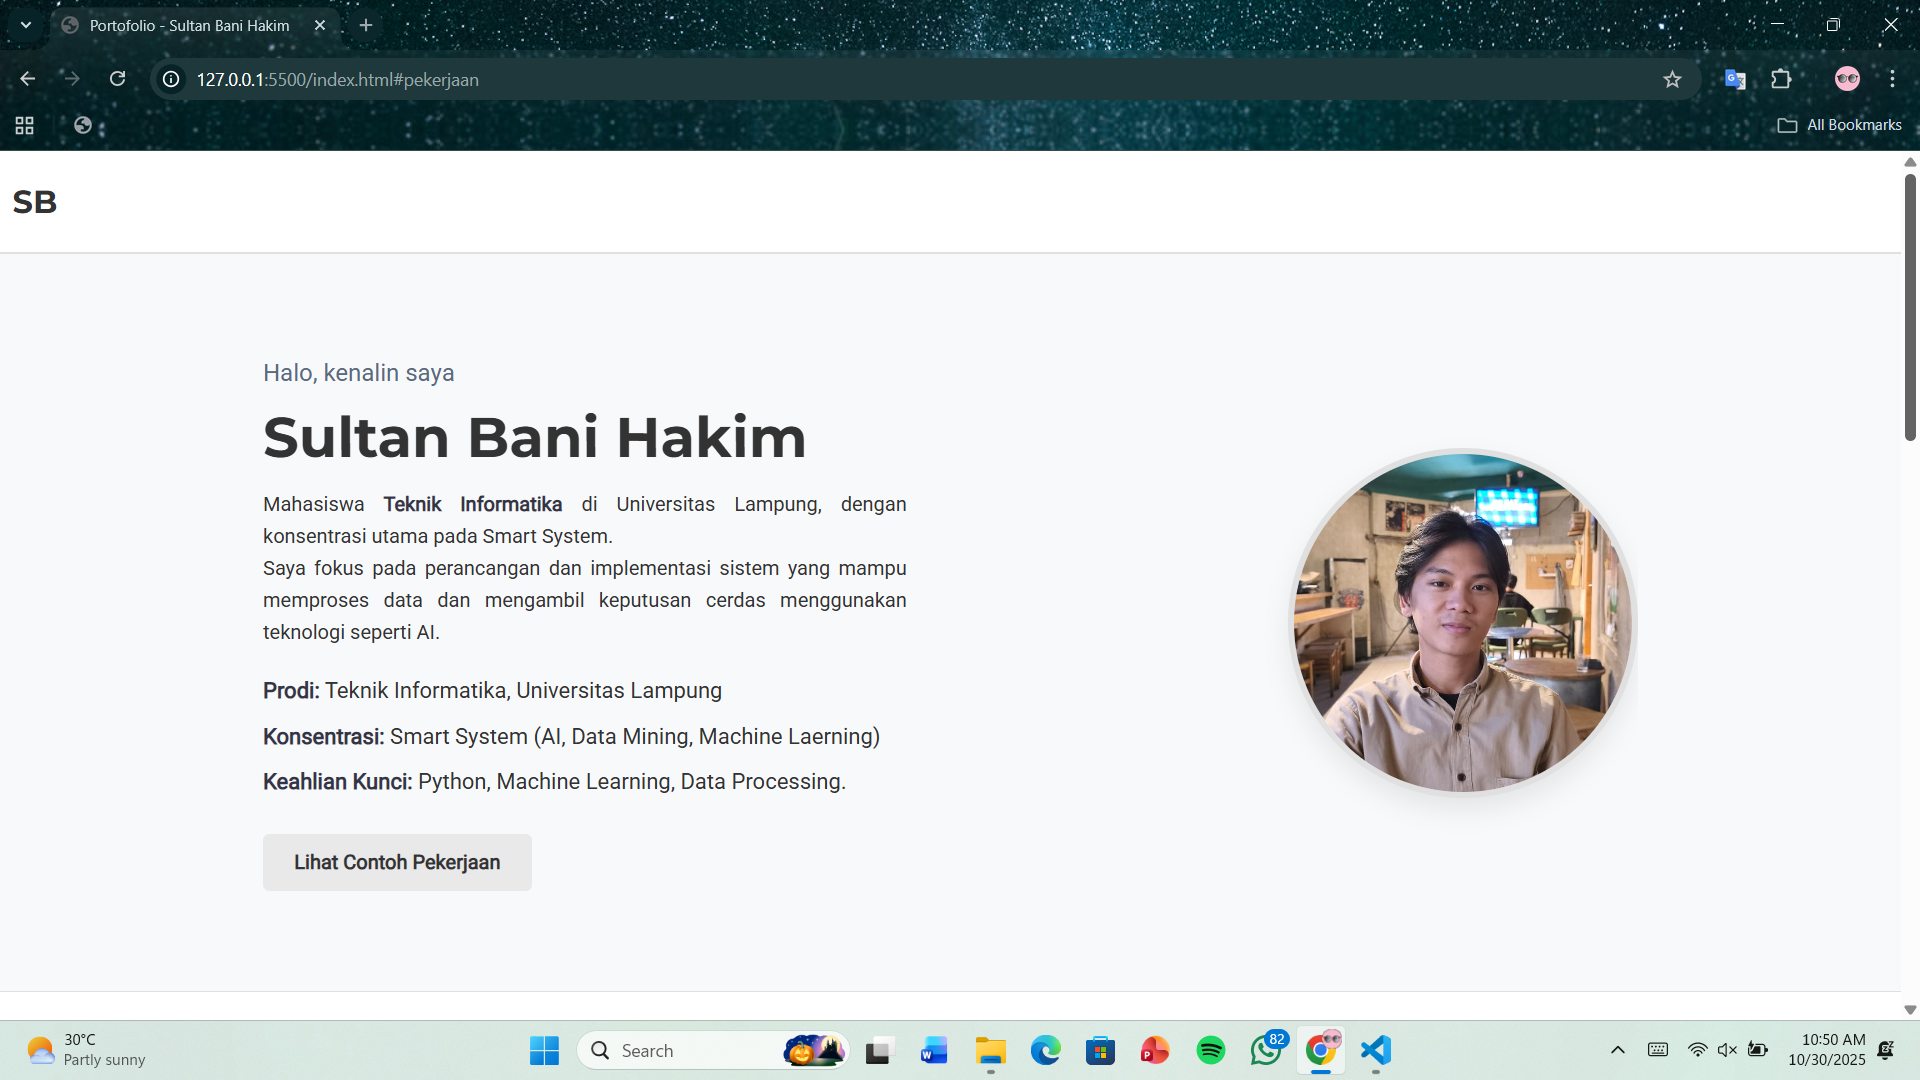 Portofolio - Sultan Bani Hakim
127.0.0.1:5500/index.html#pekerjaan
All Bookmarks
SB
Halo, kenalin saya
Sultan Bani Hakim
Mahasiswa Teknik Informatika di Universitas Lampung, dengan
konsentrasi utama pada Smart System.
Saya fokus pada perancangan dan implementasi sistem yang mampu
memproses data dan mengambil keputusan cerdas menggunakan
teknologi seperti AI.
Prodi: Teknik Informatika, Universitas Lampung
Konsentrasi: Smart System (AI, Data Mining, Machine Laerning)
Keahlian Kunci: Python, Machine Learning, Data Processing.
Lihat Contoh Pekerjaan
30°C
Partly sunny
Search
82
10:50 AM
10/30/2025